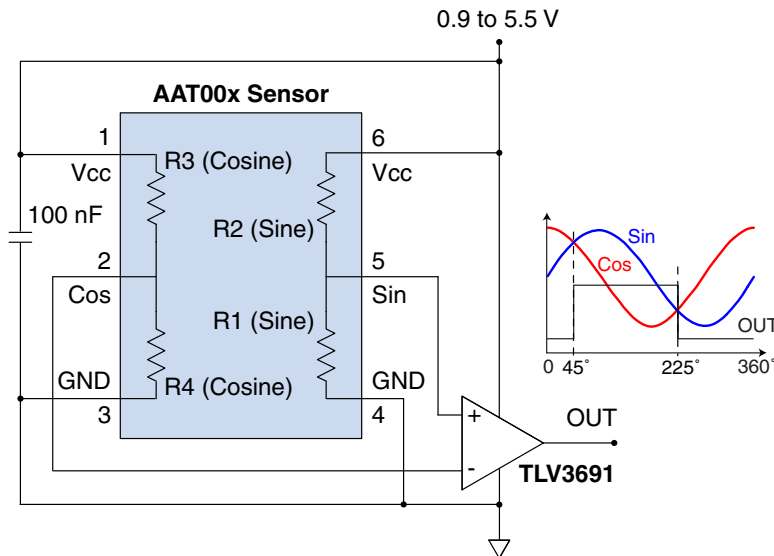 0.9 to 5.5 V
AAT00x Sensor
1
6
R3 (Cosine)
Vcc
Vcc
100 nF
R2 (Sine)
2
5
Cos
Sin
R1 (Sine)
GND
R4 (Cosine)
GND
3
4
+
-
OUT
TLV3691
Sin
Cos
OUT
0 45° 225° 360°